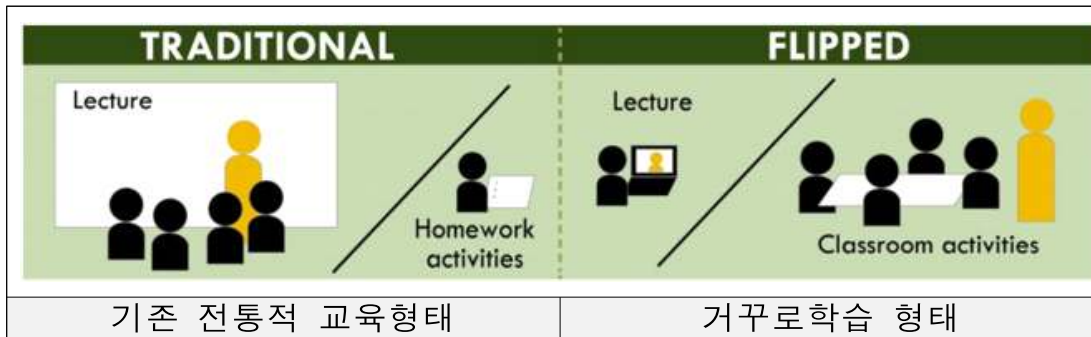 TRADITIONAL
Lecture
Homework
activities
FLIPPED
Lecture
Classroom activities
기존 전통적 교육형태
거꾸로학습 형태